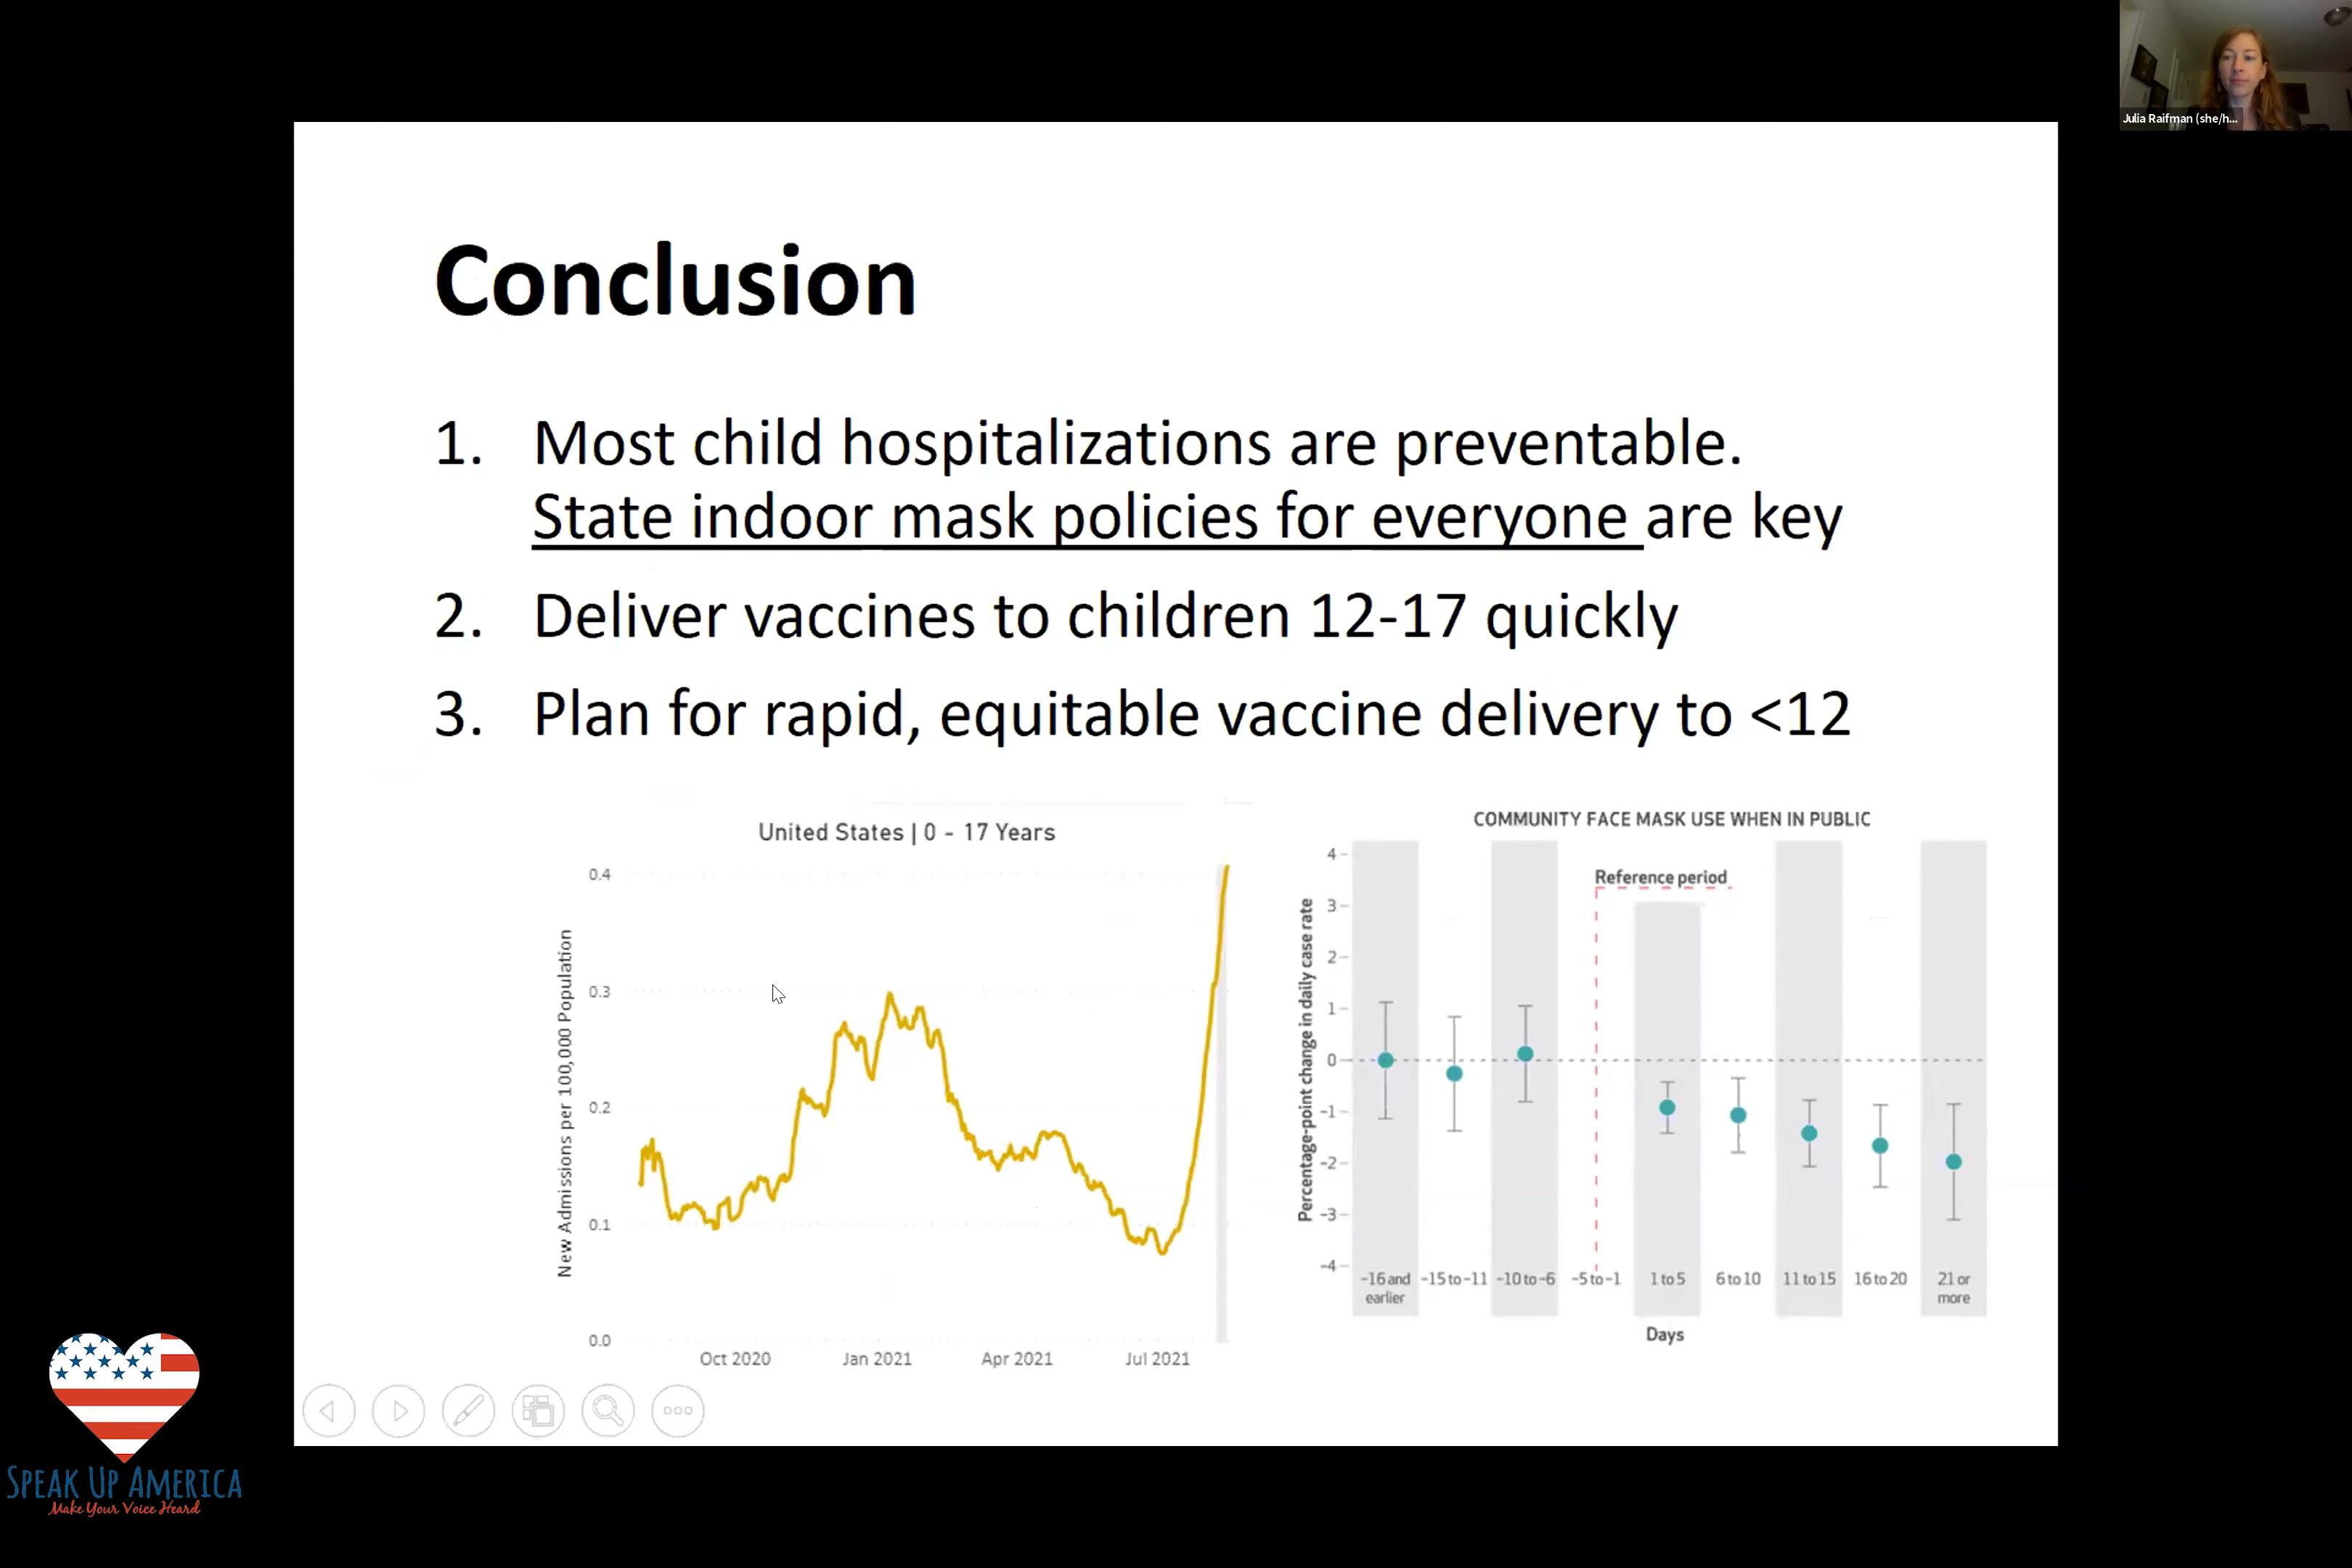 Julia Raifman (she/h...
Conclusion
1. Most child hospitalizations are preventable.
State indoor mask policies for everyone are key
2. Deliver vaccines to children 12-17 quickly
3. Plan for rapid, equitable vaccine delivery to <12
United States | 0 - 17 Years
New Admissions per 100,000 Population
0.4
0.3
0.2
0.1
0.0
Oct 2020 Jan 2021 Apr 2021 Jul 2021
COMMUNITY FACE MASK USE WHEN IN PUBLIC
Reference period
Percentage-point change in daily case rate
4
3
2
1
0
-1
-2
-3
-4
-16 and earlier -15 to -11 -10 to -6 -5 to -1 1 to 5 6 to 10 11 to 15 16 to 20 21 or more
Days
SPEAK UP AMERICA
Make Your Voice Heard